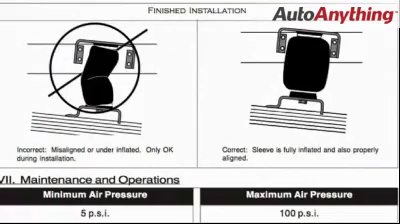 FINISHED INSTALLATION
AutoAnything
Incorrect: Misaligned or under inflated. Only OK
during installation.
Correct: Sleeve is fully inflated and also properly
aligned.
VII. Maintenance and Operations
Minimum Air Pressure
Maximum Air Pressure
5 p.s.i.
100 p.s.i.